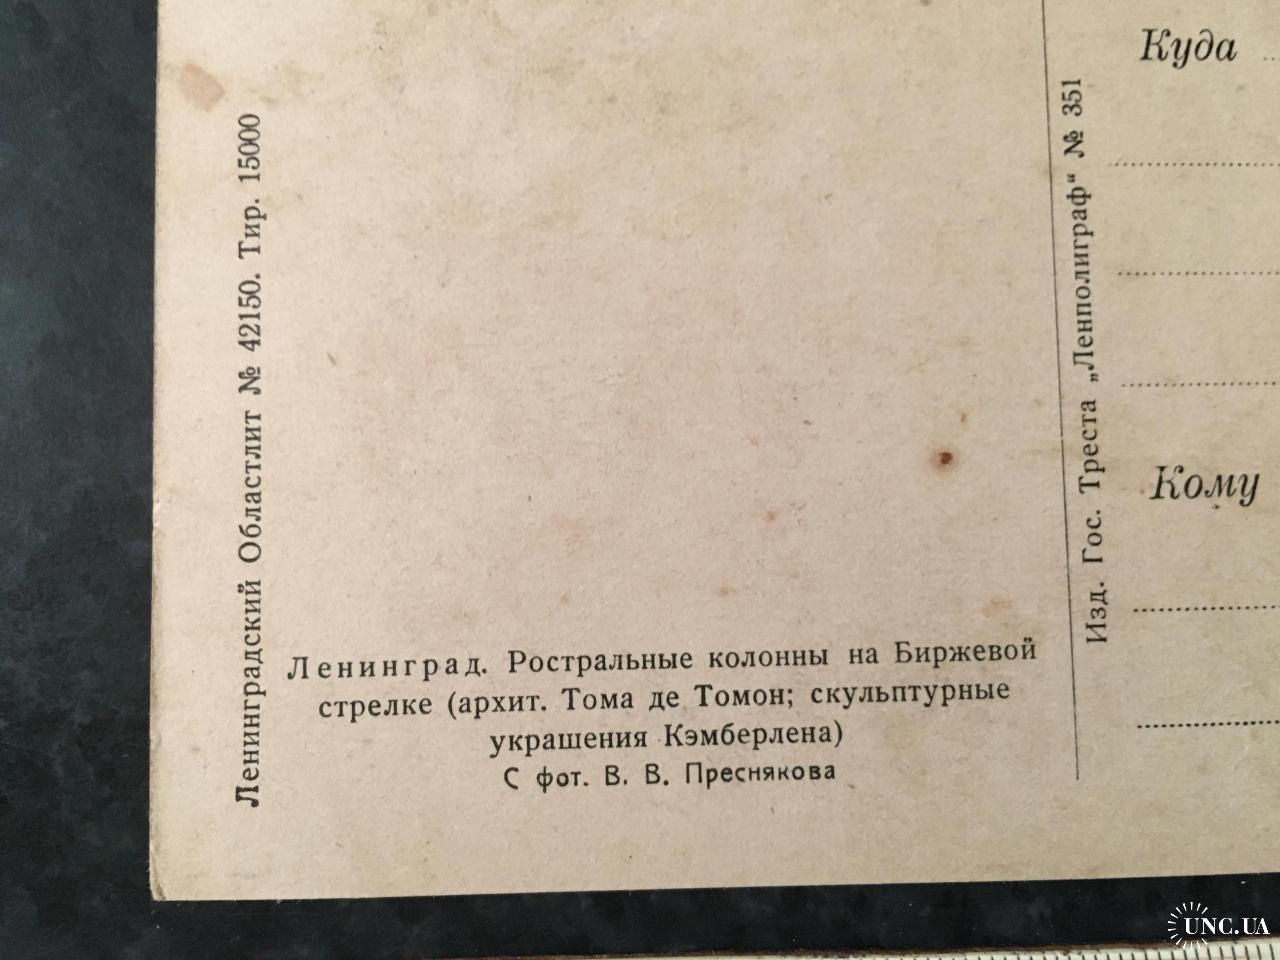 Ленинградский Областлит № 42150. Тир. 15000
Ленинград. Ростральные колонны на Биржевой
стрелке (архит. Тома де Томон; скульптурные
украшения Кэмберлена)
С фот. В. В. Преснякова
Изд. Гос. Треста „Ленполиграф“ № 351
Куда
Кому
UNC.UA